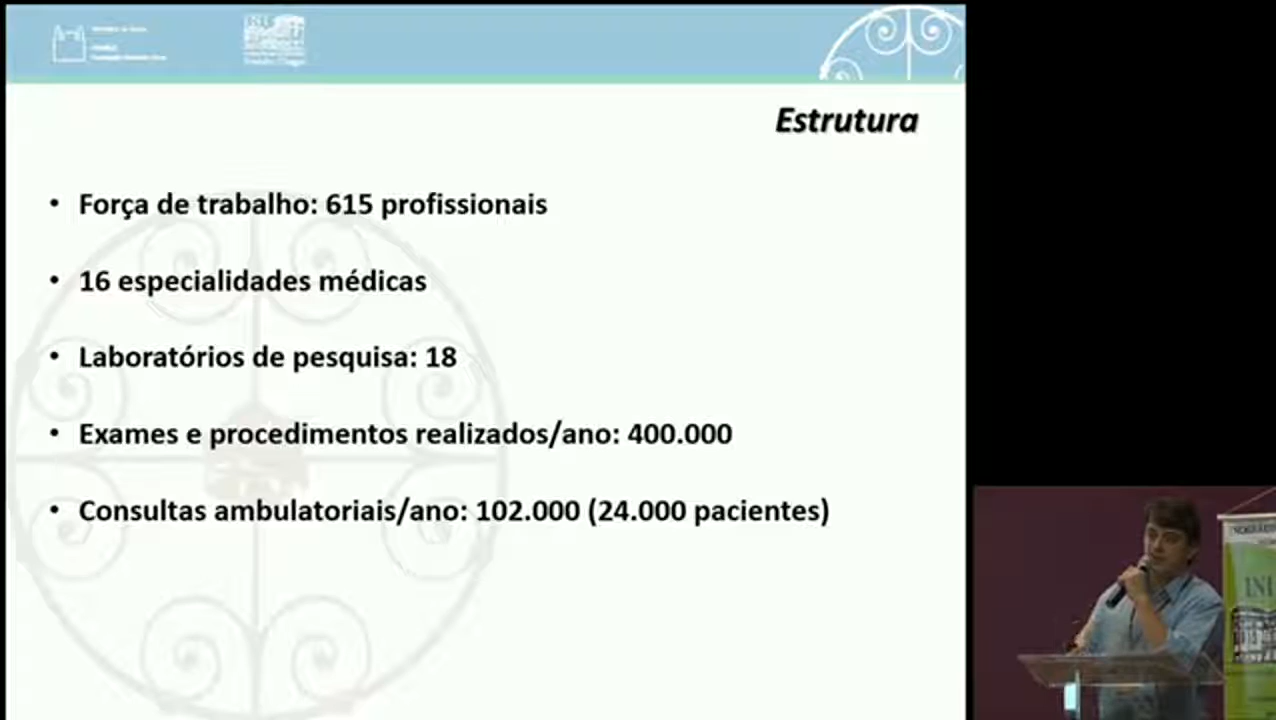 Estrutura
• Força de trabalho: 615 profissionais
• 16 especialidades médicas
• Laboratórios de pesquisa: 18
• Exames e procedimentos realizados/ano: 400.000
• Consultas ambulatoriais/ano: 102.000 (24.000 pacientes)
INI